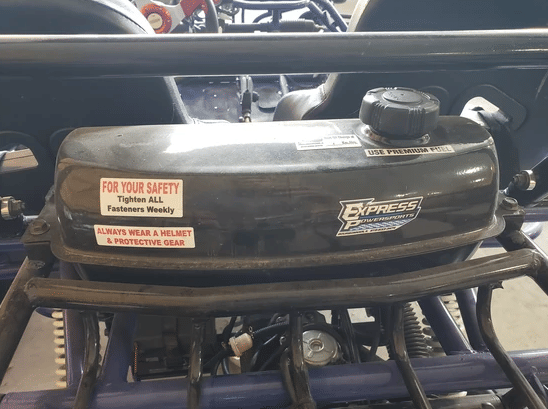 USE PREMIUM FUEL
FOR YOUR SAFETY
Tighten ALL
Fasteners Weekly
EXPRESS
POWERSPORTS
ALWAYS WEAR A HELMET
& PROTECTIVE GEAR